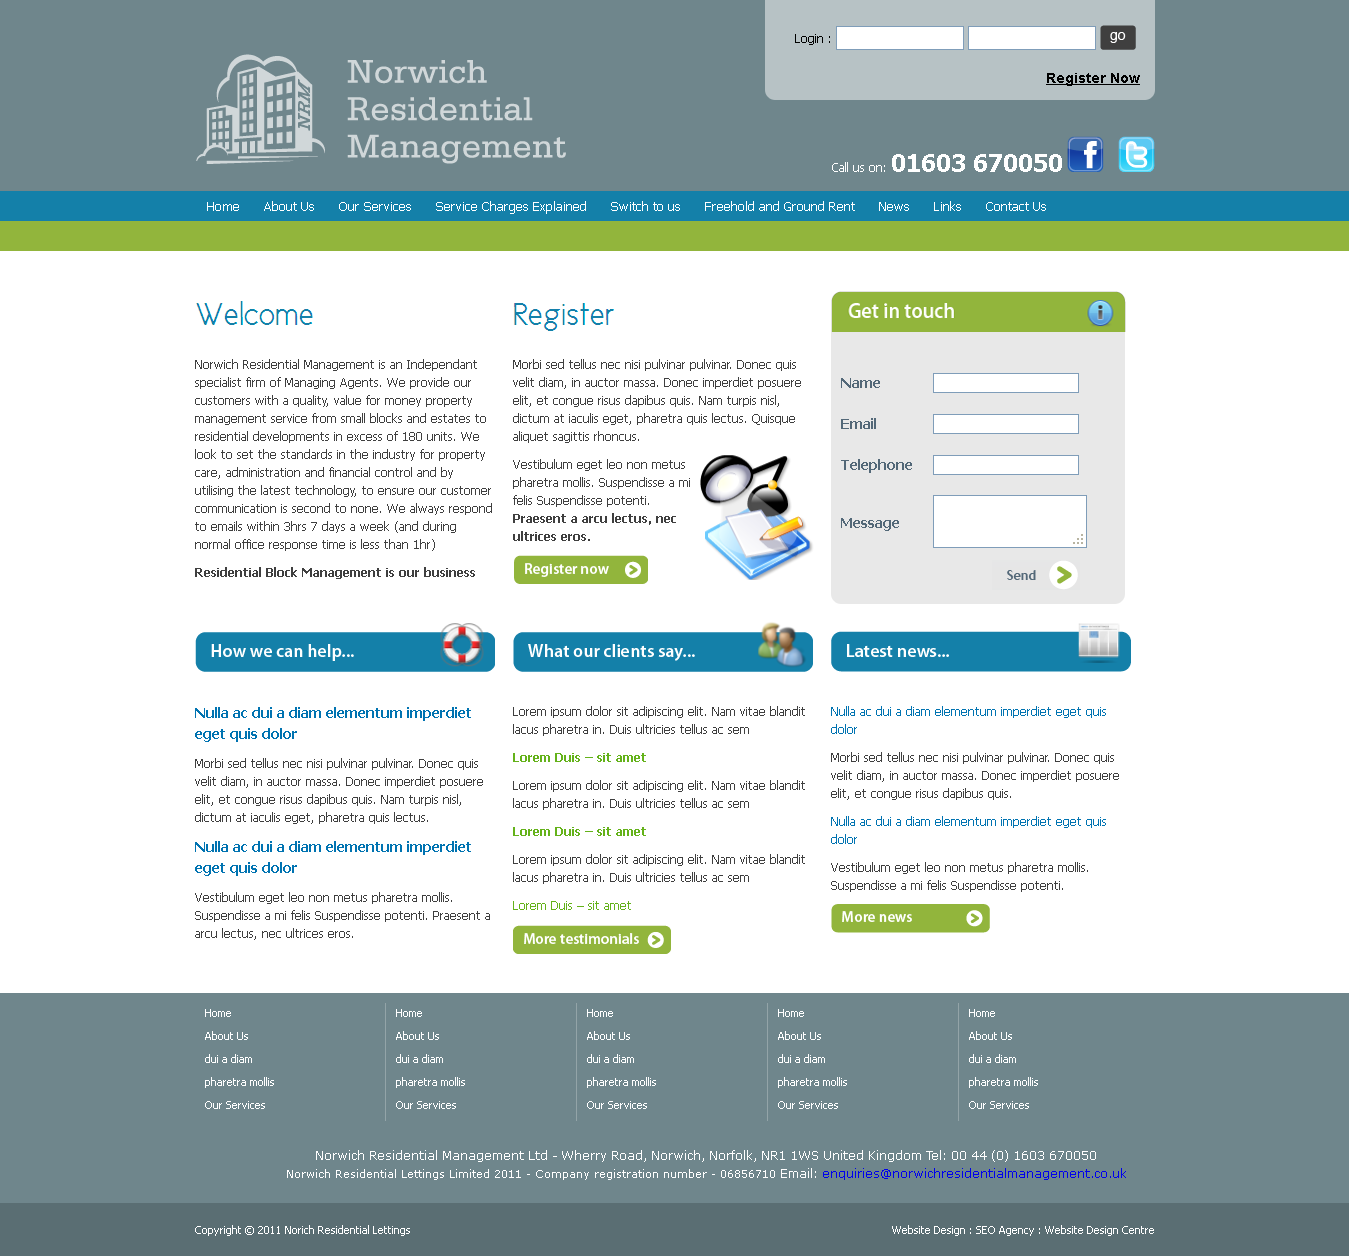 Login :
go
Register Now
NRM
Norwich
Residential
Management
Call us on: 01603 670050
Home About Us Our Services Service Charges Explained Switch to us Freehold and Ground Rent News Links Contact Us
Welcome
Norwich Residential Management is an Independant
specialist firm of Managing Agents. We provide our
customers with a quality, value for money property
management service from small blocks and estates to
residential developments in excess of 180 units. We
look to set the standards in the industry for property
care, administration and financial control and by
utilising the latest technology, to ensure our customer
communication is second to none. We always respond
to emails within 3hrs 7 days a week (and during
normal office response time is less than 1hr)
Residential Block Management is our business
Register
Morbi sed tellus nec nisi pulvinar pulvinar. Donec quis
velit diam, in auctor massa. Donec imperdiet posuere
elit, et congue risus dapibus quis. Nam turpis nisl,
dictum at iaculis eget, pharetra quis lectus. Quisque
aliquet sagittis rhoncus.
Vestibulum eget leo non metus
pharetra mollis. Suspendisse a mi
felis Suspendisse potenti.
Praesent a arcu lectus, nec
ultrices eros.
Register now
Get in touch
Name
Email
Telephone
Message
Send
How we can help...
Nulla ac dui a diam elementum imperdiet
eget quis dolor
Morbi sed tellus nec nisi pulvinar pulvinar. Donec quis
velit diam, in auctor massa. Donec imperdiet posuere
elit, et congue risus dapibus quis. Nam turpis nisl,
dictum at iaculis eget, pharetra quis lectus.
Nulla ac dui a diam elementum imperdiet
eget quis dolor
Vestibulum eget leo non metus pharetra mollis.
Suspendisse a mi felis Suspendisse potenti. Praesent a
arcu lectus, nec ultrices eros.
What our clients say...
Lorem ipsum dolor sit adipiscing elit. Nam vitae blandit
lacus pharetra in. Duis ultricies tellus ac sem
Lorem Duis – sit amet
Lorem ipsum dolor sit adipiscing elit. Nam vitae blandit
lacus pharetra in. Duis ultricies tellus ac sem
Lorem Duis – sit amet
Lorem ipsum dolor sit adipiscing elit. Nam vitae blandit
lacus pharetra in. Duis ultricies tellus ac sem
Lorem Duis – sit amet
More testimonials
Latest news...
Nulla ac dui a diam elementum imperdiet eget quis
dolor
Morbi sed tellus nec nisi pulvinar pulvinar. Donec quis
velit diam, in auctor massa. Donec imperdiet posuere
elit, et congue risus dapibus quis.
Nulla ac dui a diam elementum imperdiet eget quis
dolor
Vestibulum eget leo non metus pharetra mollis.
Suspendisse a mi felis Suspendisse potenti.
More news
Home
About Us
dui a diam
pharetra mollis
Our Services
Home
About Us
dui a diam
pharetra mollis
Our Services
Home
About Us
dui a diam
pharetra mollis
Our Services
Home
About Us
dui a diam
pharetra mollis
Our Services
Home
About Us
dui a diam
pharetra mollis
Our Services
Norwich Residential Management Ltd - Wherry Road, Norwich, Norfolk, NR1 1WS United Kingdom Tel: 00 44 (0) 1603 670050
Norwich Residential Lettings Limited 2011 - Company registration number - 06856710 Email: enquiries@norwichresidentialmanagement.co.uk
Copyright © 2011 Norich Residential Lettings
Website Design : SEO Agency : Website Design Centre